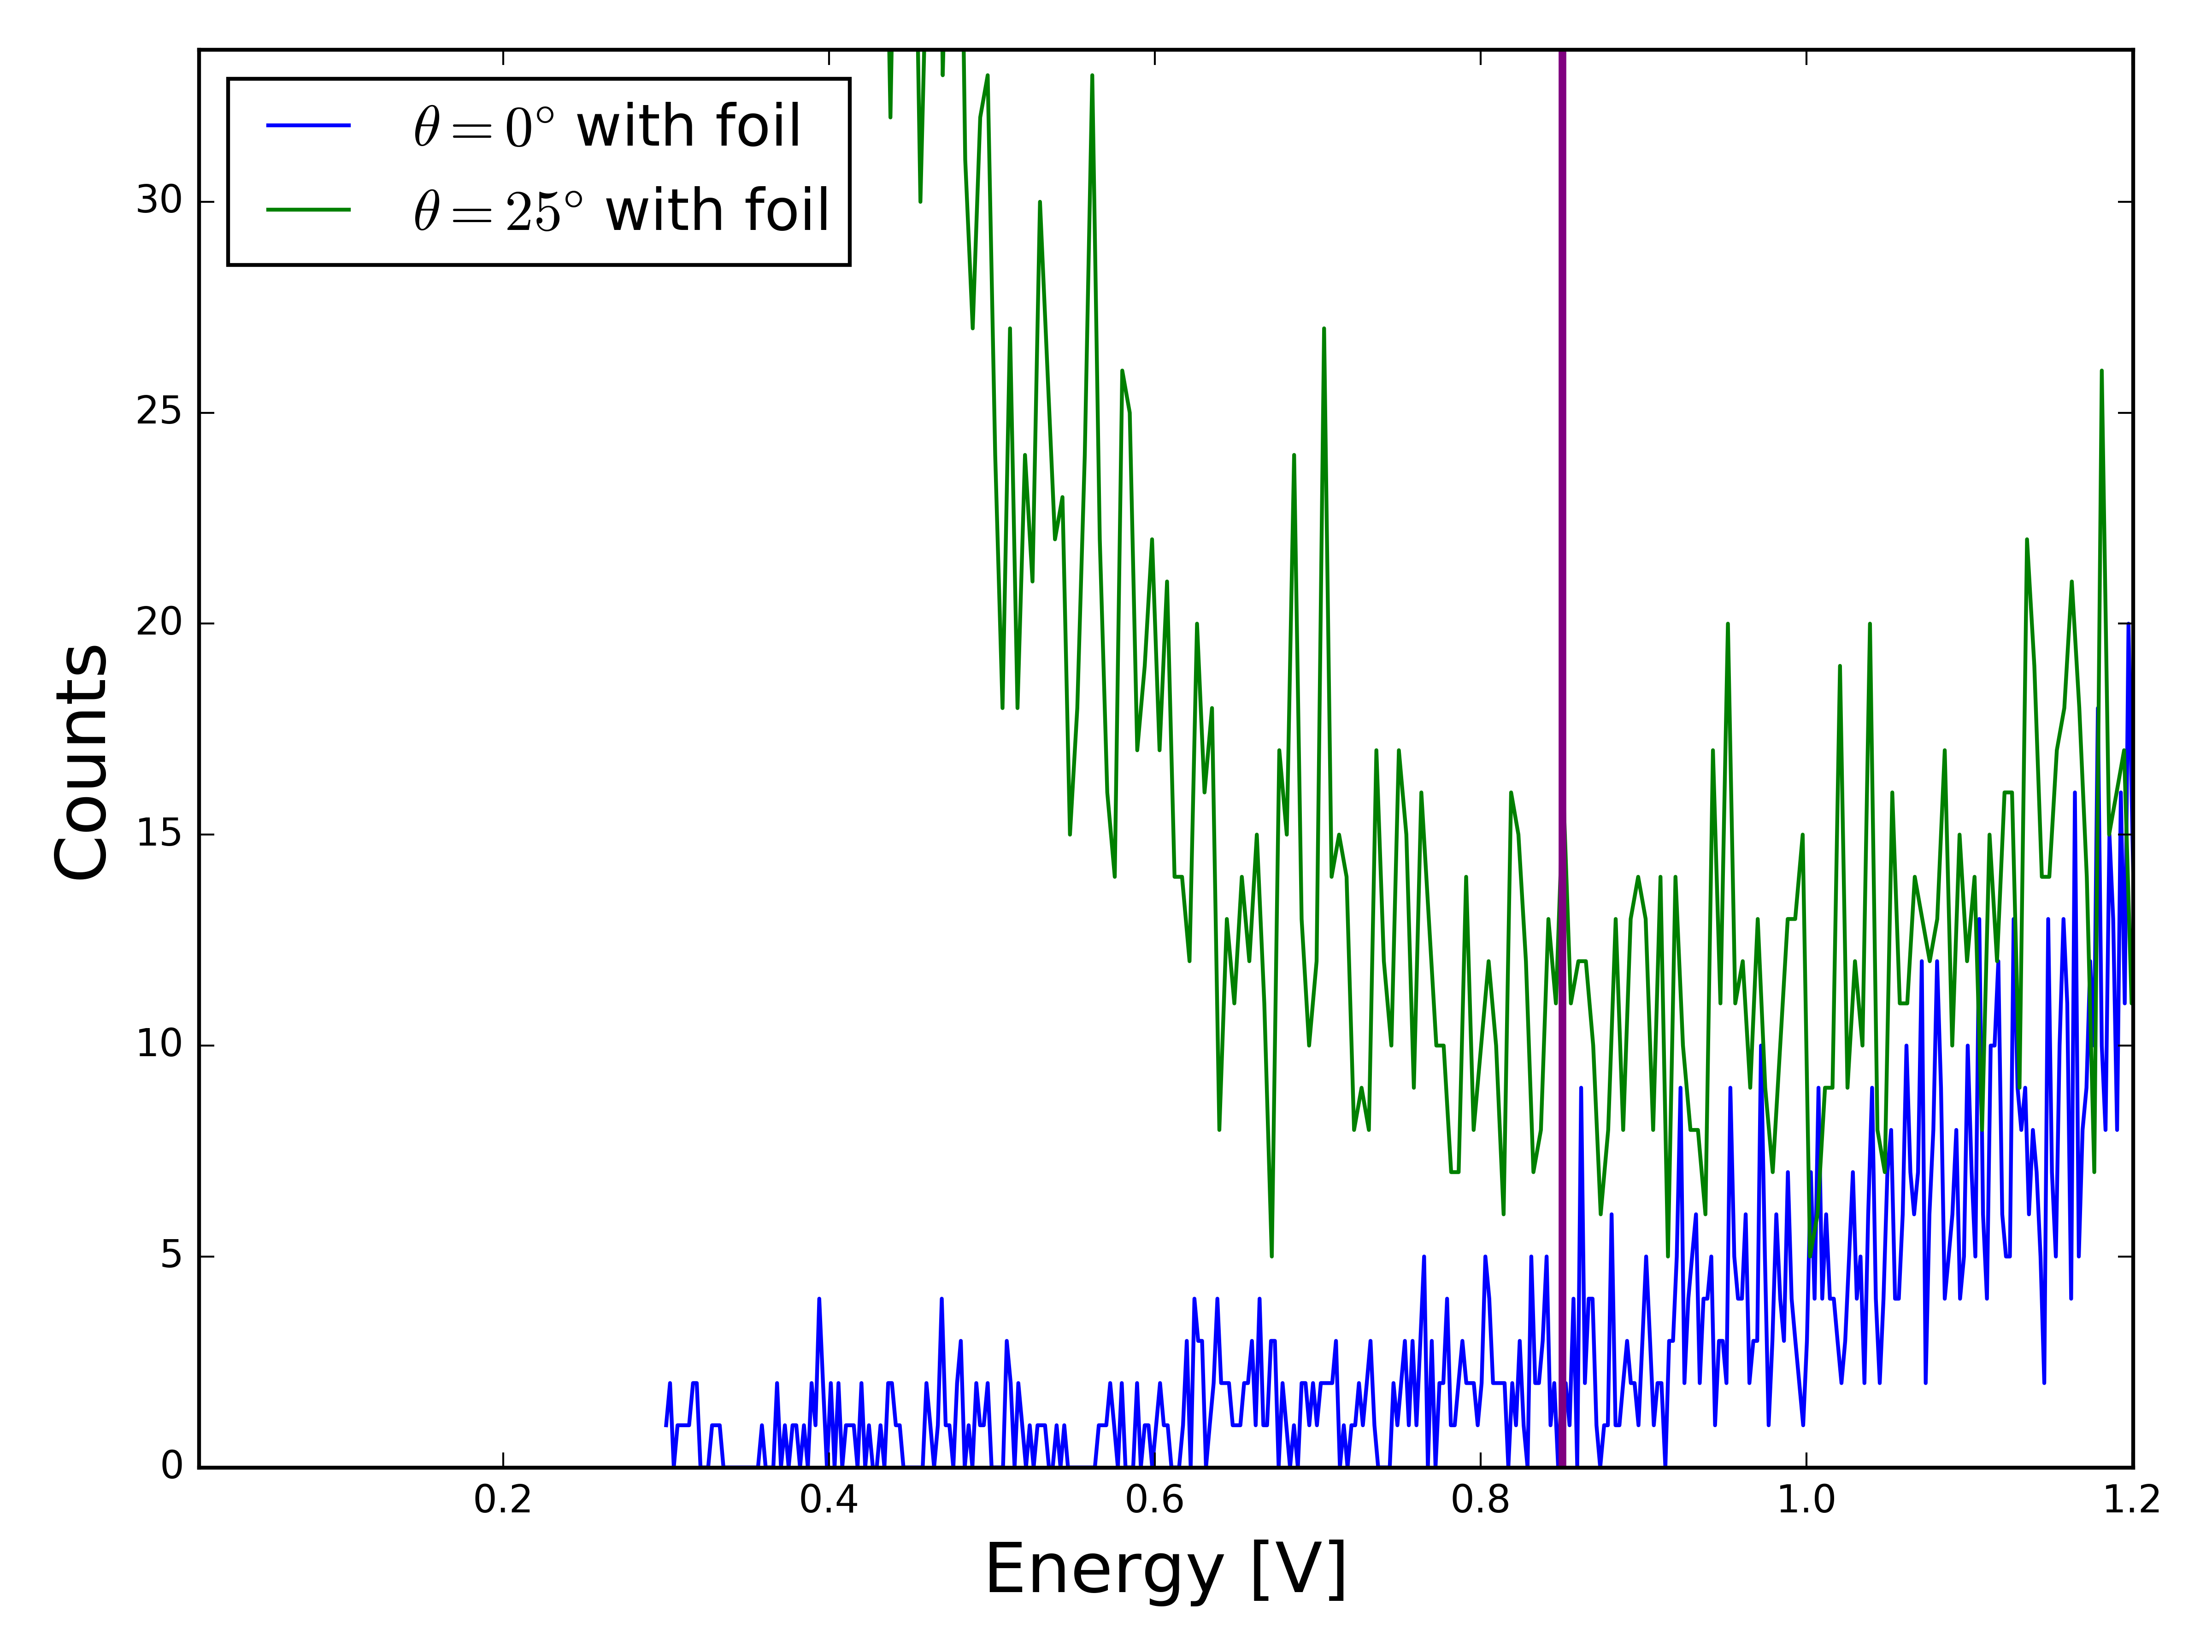 θ = 0° with foil
θ = 25° with foil
30
25
20
15
10
5
0
Counts
0.2 0.4 0.6 0.8 1.0 1.2
Energy [V]